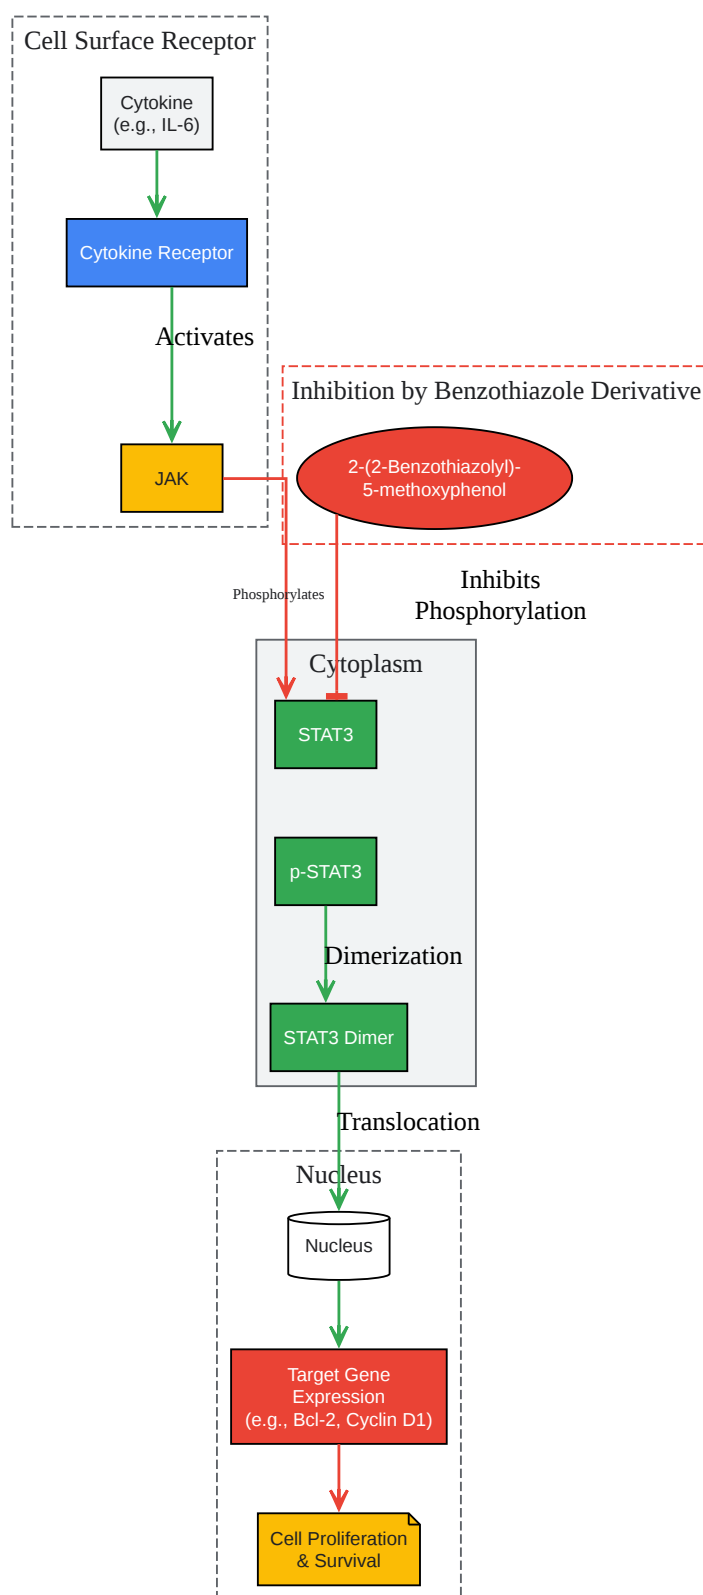 Cell Surface Receptor
Cytokine
(e.g., IL-6)
Cytokine Receptor
Activates
JAK
Inhibition by Benzothiazole Derivative
2-(2-Benzothiazolyl)-
5-methoxyphenol
Phosphorylates
Inhibits
Phosphorylation
Cytoplasm
STAT3
p-STAT3
Dimerization
STAT3 Dimer
Translocation
Nucleus
Nucleus
Target Gene
Expression
(e.g., Bcl-2, Cyclin D1)
Cell Proliferation
& Survival